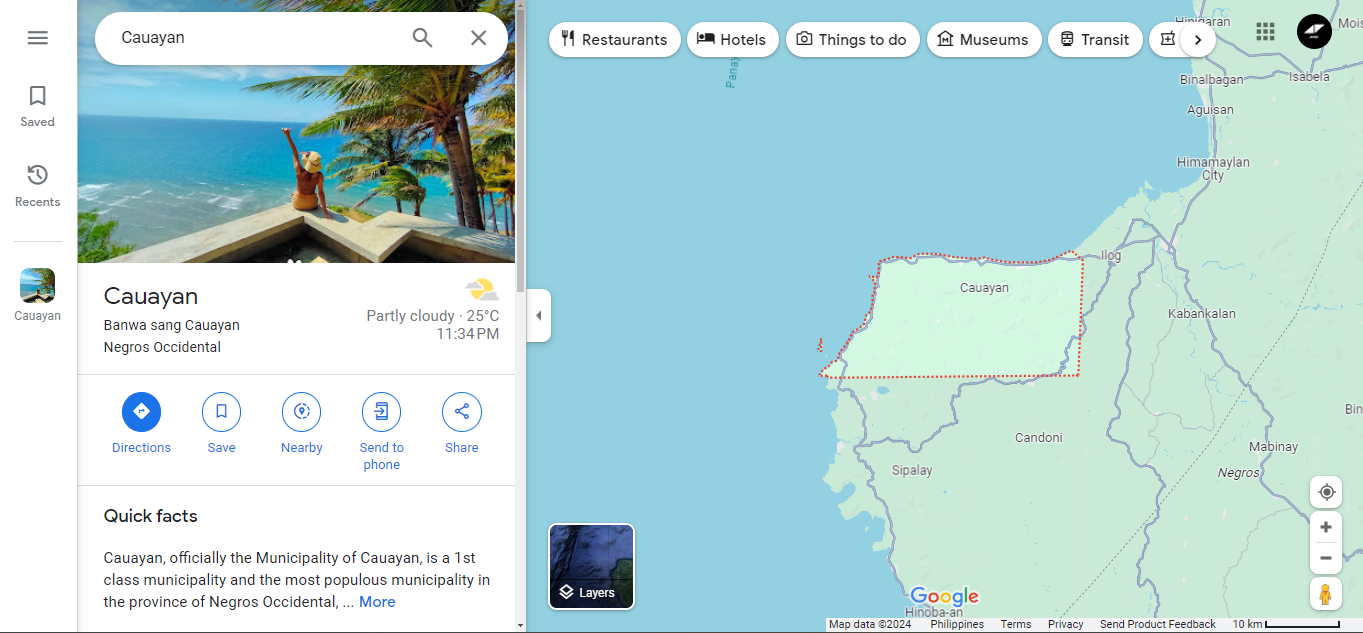 Cauayan
Saved
Recents
Cauayan
Cauayan
Banwa sang Cauayan
Negros Occidental
Partly cloudy · 25°C
11:34 PM
Directions
Save
Nearby
Send to
phone
Share
Quick facts
Cauayan, officially the Municipality of Cauayan, is a 1st
class municipality and the most populous municipality in
the province of Negros Occidental, ... More
Restaurants
Hotels
Things to do
Museums
Transit
Hinigaran
Binalbagan
Isabela
Aguisan
Himamaylan
City
Ilog
Cauayan
Kabankalan
Candoni
Mabinay
Sipalay
Negros
Layers
Google
Hinoba-an
Map data ©2024
Philippines
Terms
Privacy
Send Product Feedback
10 km